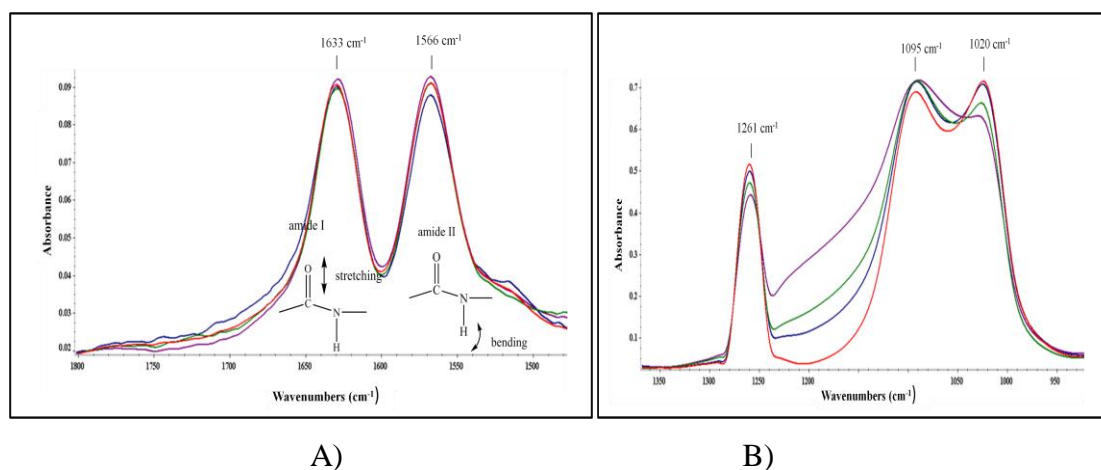 1633 cm-1
1566 cm-1
Absorbance
0.09
0.08
0.07
0.06
0.05
0.04
0.03
0.02
amide I
amide II
O
C
N
H
stretching
O
C
N
H
bending
1800
1750
1700
1650
1600
1550
1500
Wavenumbers (cm-1)
A)
1095 cm-1
1020 cm-1
1261 cm-1
Absorbance
0.7
0.6
0.5
0.4
0.3
0.2
0.1
1350
1300
1250
1200
1050
1000
950
Wavenumbers (cm-1)
B)